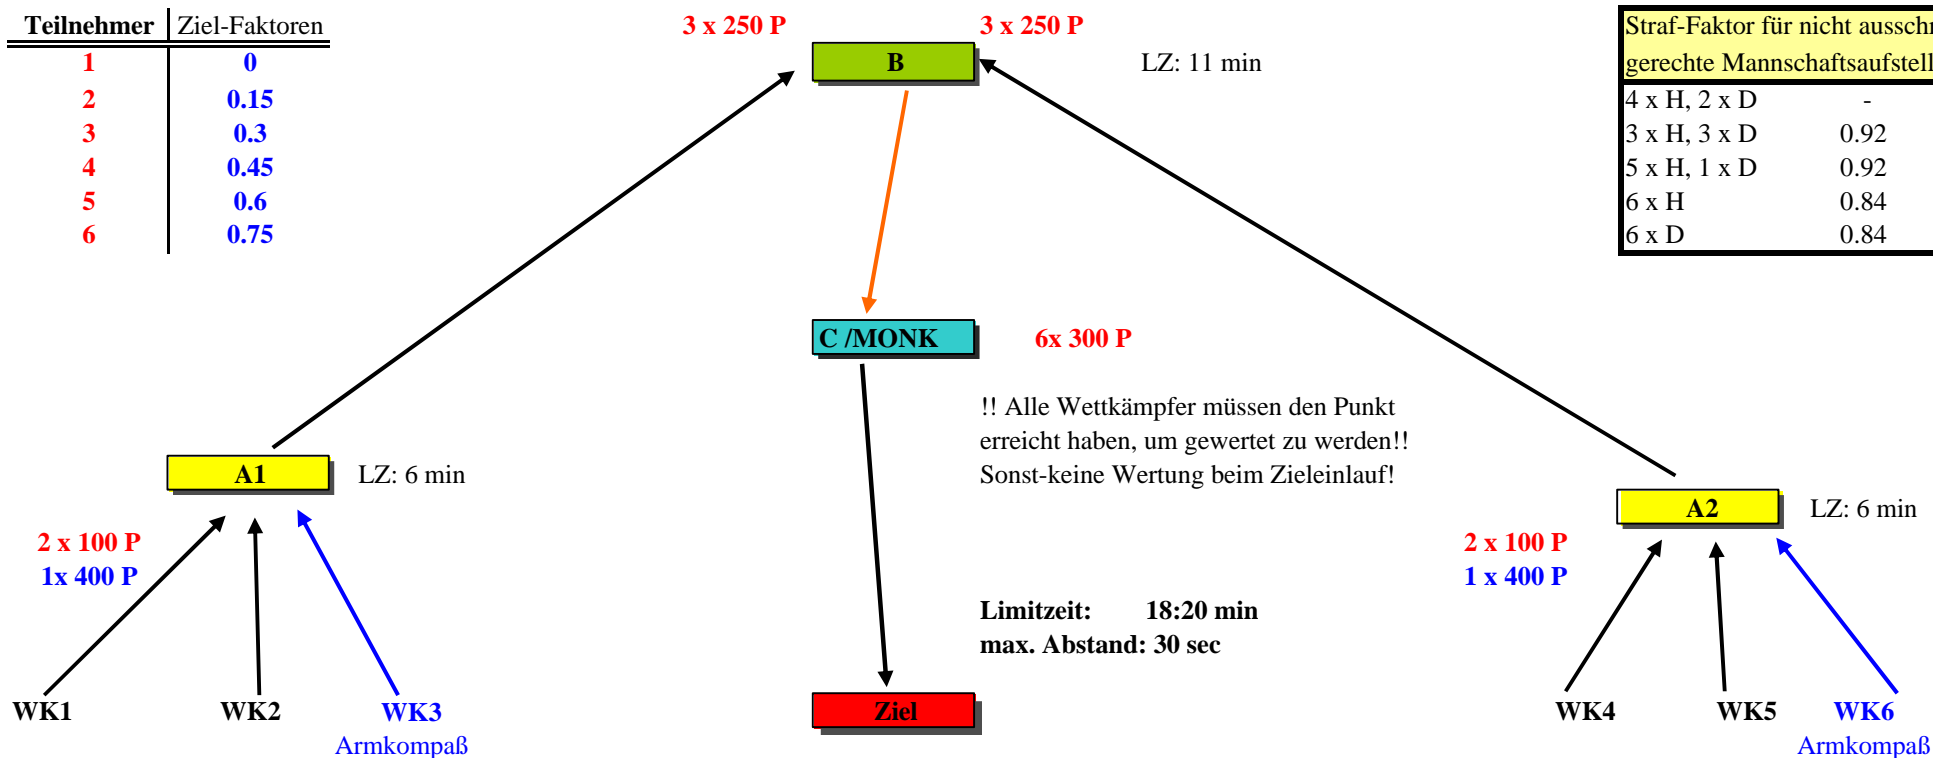 Teilnehmer Ziel-Faktoren
1 0
2 0.15
3 0.3
4 0.45
5 0.6
6 0.75
3 x 250 P
3 x 250 P
B
LZ: 11 min
Straf-Faktor für nicht
gerechte
4 x H, 2 x D -
3 x H, 3 x D 0.92
5 x H, 1 x D 0.92
6 x H 0.84
6 x D 0.84
C /MONK
6x 300 P
!! Alle Wettkämpfer müssen den Punkt
erreicht haben, um gewertet zu werden!!
Sonst-keine Wertung beim Zieleinlauf!
A1
LZ: 6 min
2 x 100 P
1x 400 P
A2
LZ: 6 min
2 x 100 P
1 x 400 P
Limitzeit: 18:20 min
max. Abstand: 30 sec
WK1
WK2
WK3
Armkompaß
Ziel
WK4
WK5
WK6
Armkompaß